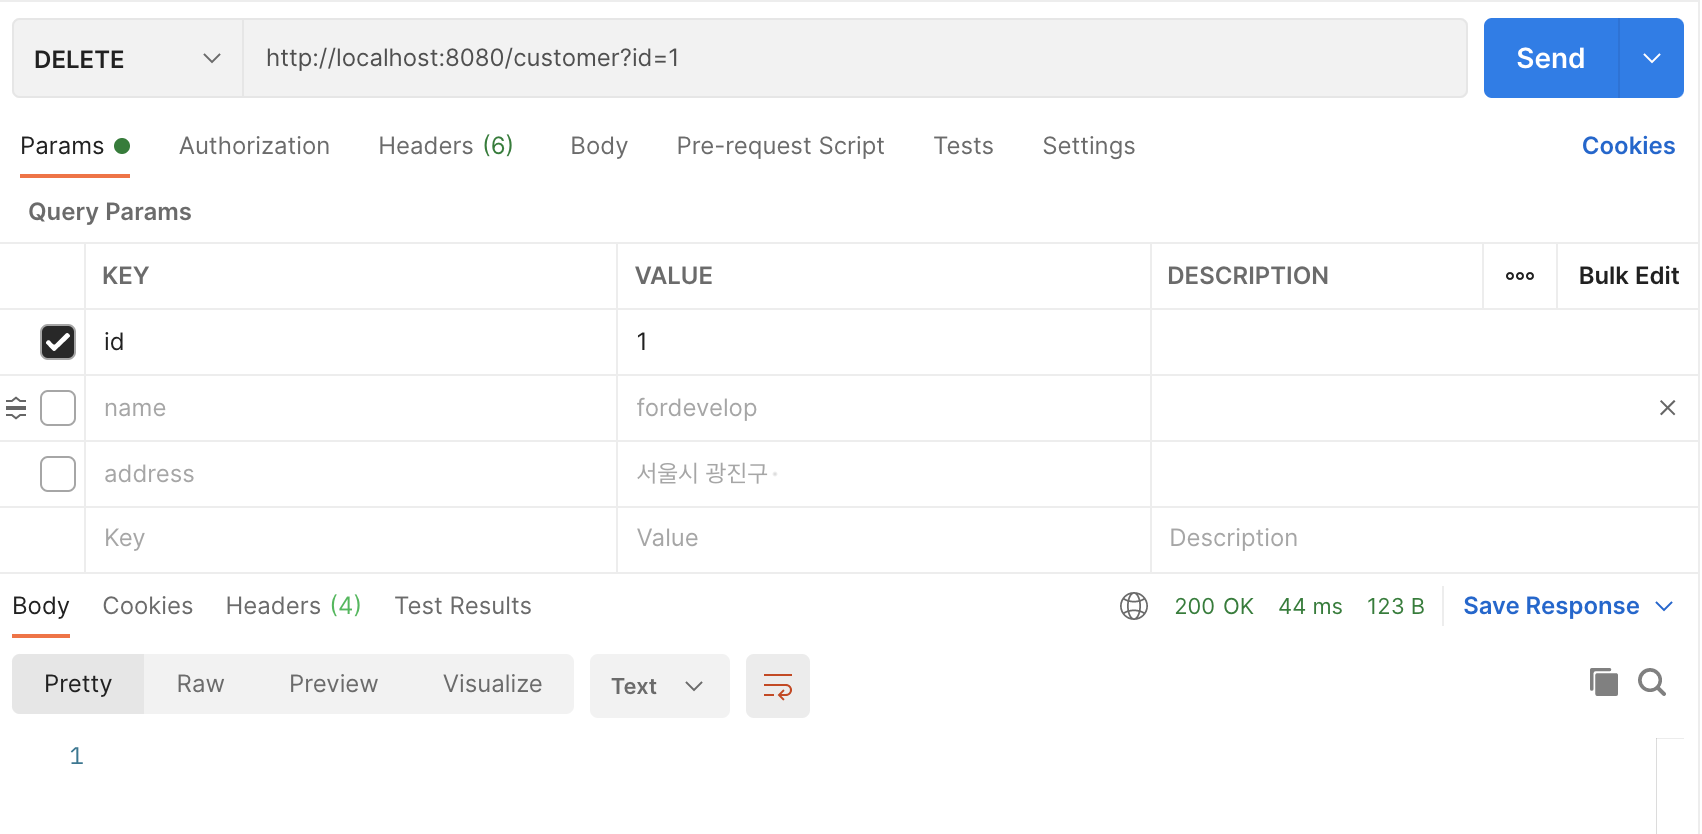 DELETE http://localhost:8080/customer?id=1 Send
Params Authorization Headers (6) Body Pre-request Script Tests Settings Cookies
Query Params
KEY VALUE DESCRIPTION Bulk Edit
id 1
name fordevelop
address 서울시 광진구
Key Value Description
Body Cookies Headers (4) Test Results 200 OK 44 ms 123 B Save Response
Pretty Raw Preview Visualize Text
1